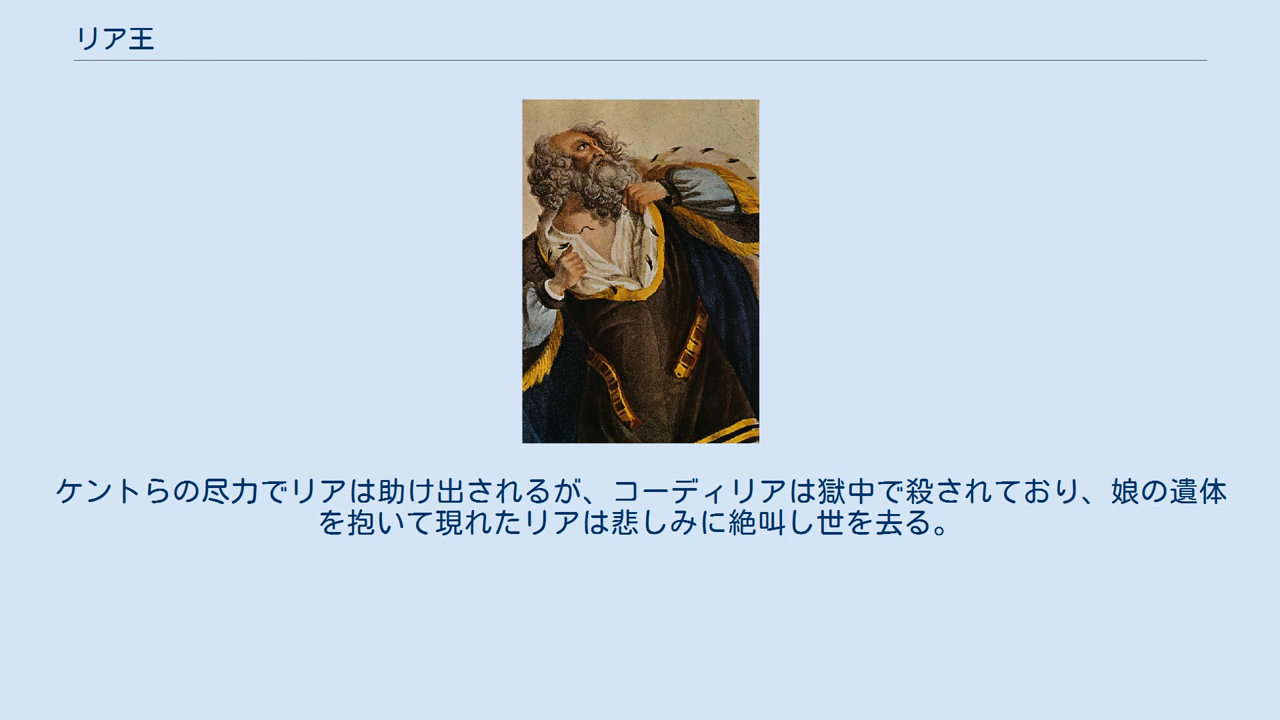 リア王
ケントらの尽力でリアは助け出されるが、コーディリアは獄中で殺されており、娘の遺体
を抱いて現れたリアは悲しみに絶叫し世を去る。